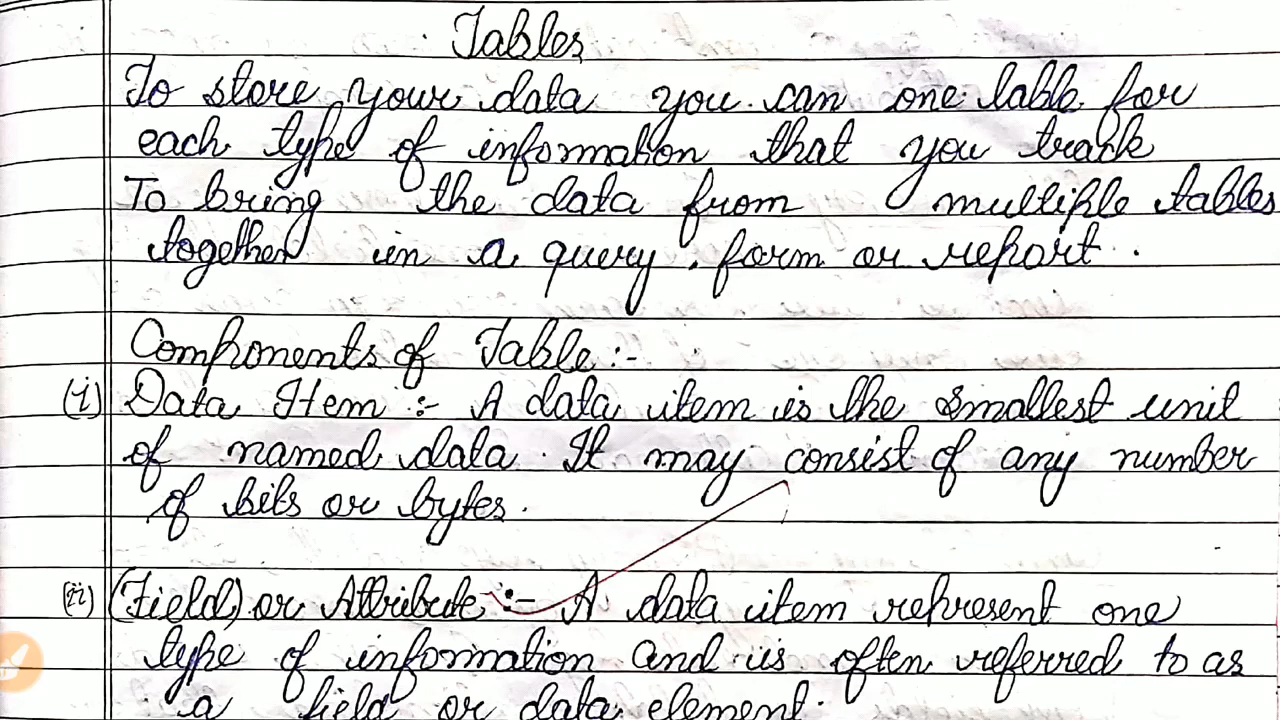 Tables
To store your data you can one table for
each type of information that you track
To bring the data from multiple tables
together in a query, form or report.
Components of Table :-
(i) Data Item :- A data item is the smallest unit
of named data. It may consist of any number
of bits or bytes.
(ii) (Field) or Attribute :- A data item represent one
type of information and is often referred to as
a field or data element.